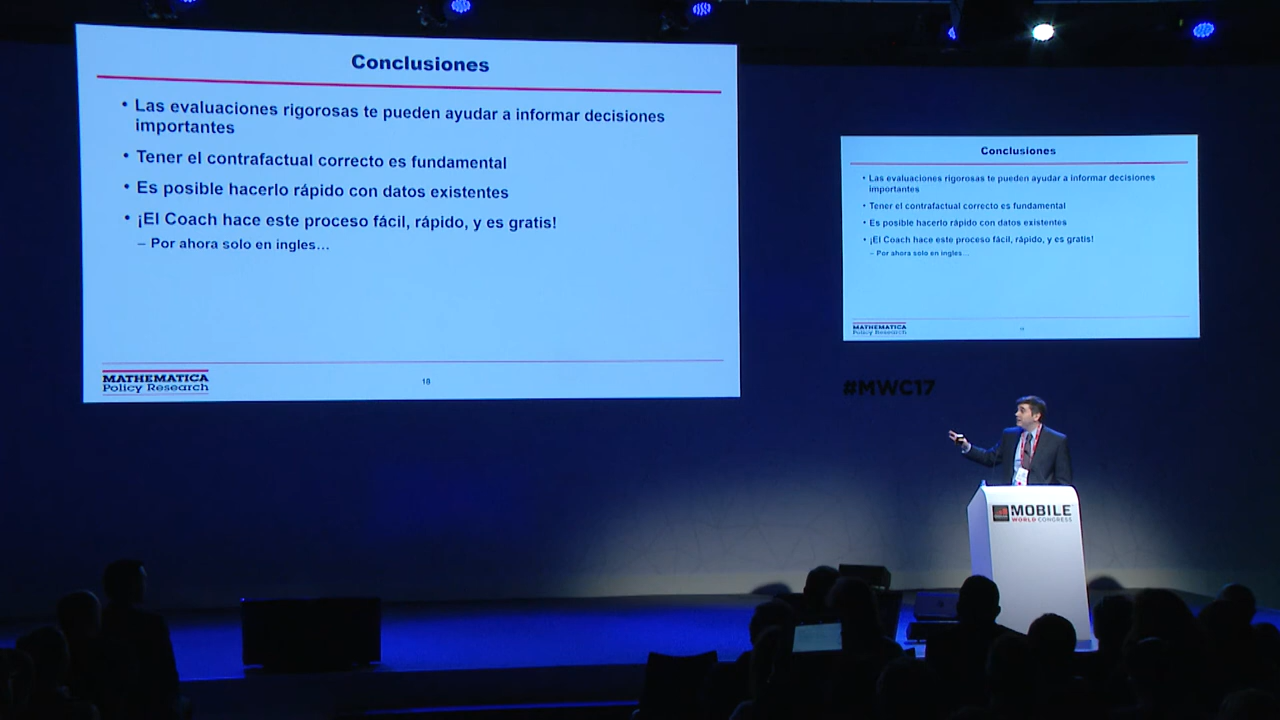 Conclusiones
• Las evaluaciones rigorosas te pueden ayudar a informar decisiones
importantes
• Tener el contrafactual correcto es fundamental
• Es posible hacerlo rápido con datos existentes
• ¡El Coach hace este proceso fácil, rápido, y es gratis!
– Por ahora solo en ingles...
MATHEMATICA
Policy Research
18
Conclusiones
• Las evaluaciones rigorosas te pueden ayudar a informar decisiones
importantes
• Tener el contrafactual correcto es fundamental
• Es posible hacerlo rápido con datos existentes
• ¡El Coach hace este proceso fácil, rápido, y es gratis!
– Por ahora solo en ingles...
MATHEMATICA
Policy Research
#MWC17
MOBILE
WORLD CONGRESS